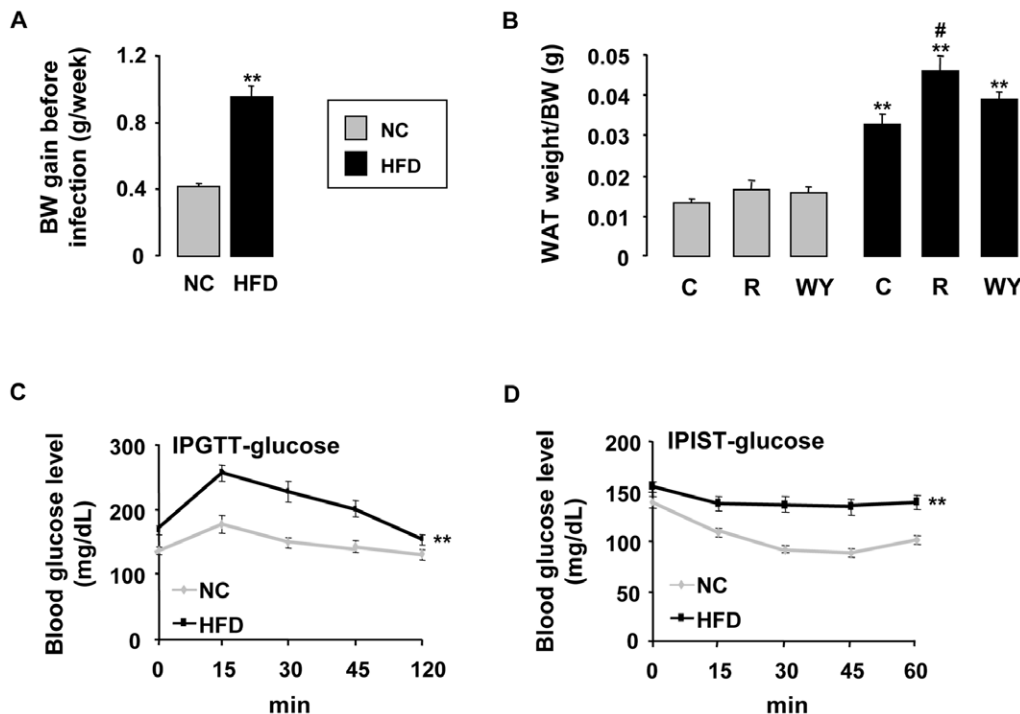 A
BW gain before
infection (g/week)
1.2
0.8
0.4
0
**
NC
HFD
NC
HFD
B
WAT weight/BW (g)
0.05
0.04
0.03
0.02
0.01
0
**
#
**
**
C
R
WY
C
R
WY
C
IPGTT-glucose
Blood glucose level
(mg/dL)
300
200
100
0
**
NC
HFD
0
15
30
45
120
min
D
IPIST-glucose
Blood glucose level
(mg/dL)
200
150
100
50
0
**
NC
HFD
0
15
30
45
60
min